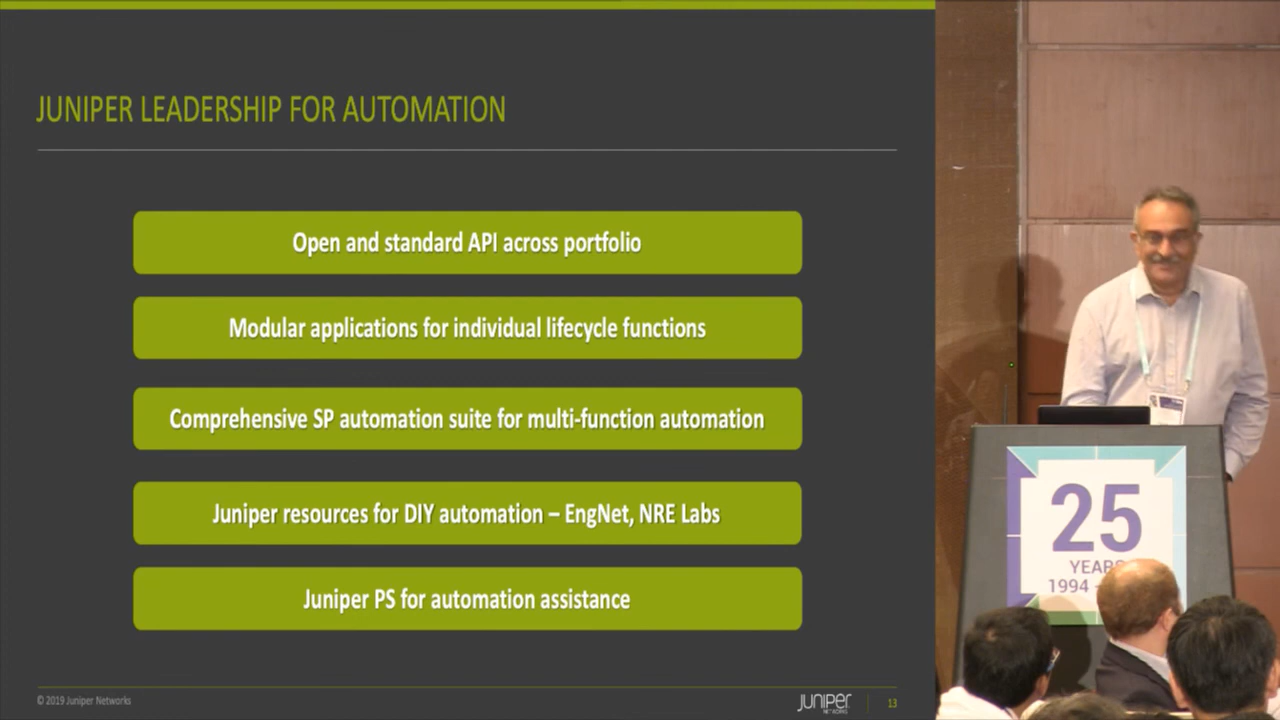 JUNIPER LEADERSHIP FOR AUTOMATION
Open and standard API across portfolio
Modular applications for individual lifecycle functions
Comprehensive SP automation suite for multi-function automation
Juniper resources for DIY automation – EngNet, NRE Labs
Juniper PS for automation assistance
© 2019 Juniper Networks
JUNIPER
NETWORKS
13
25
YEARS
1994 -